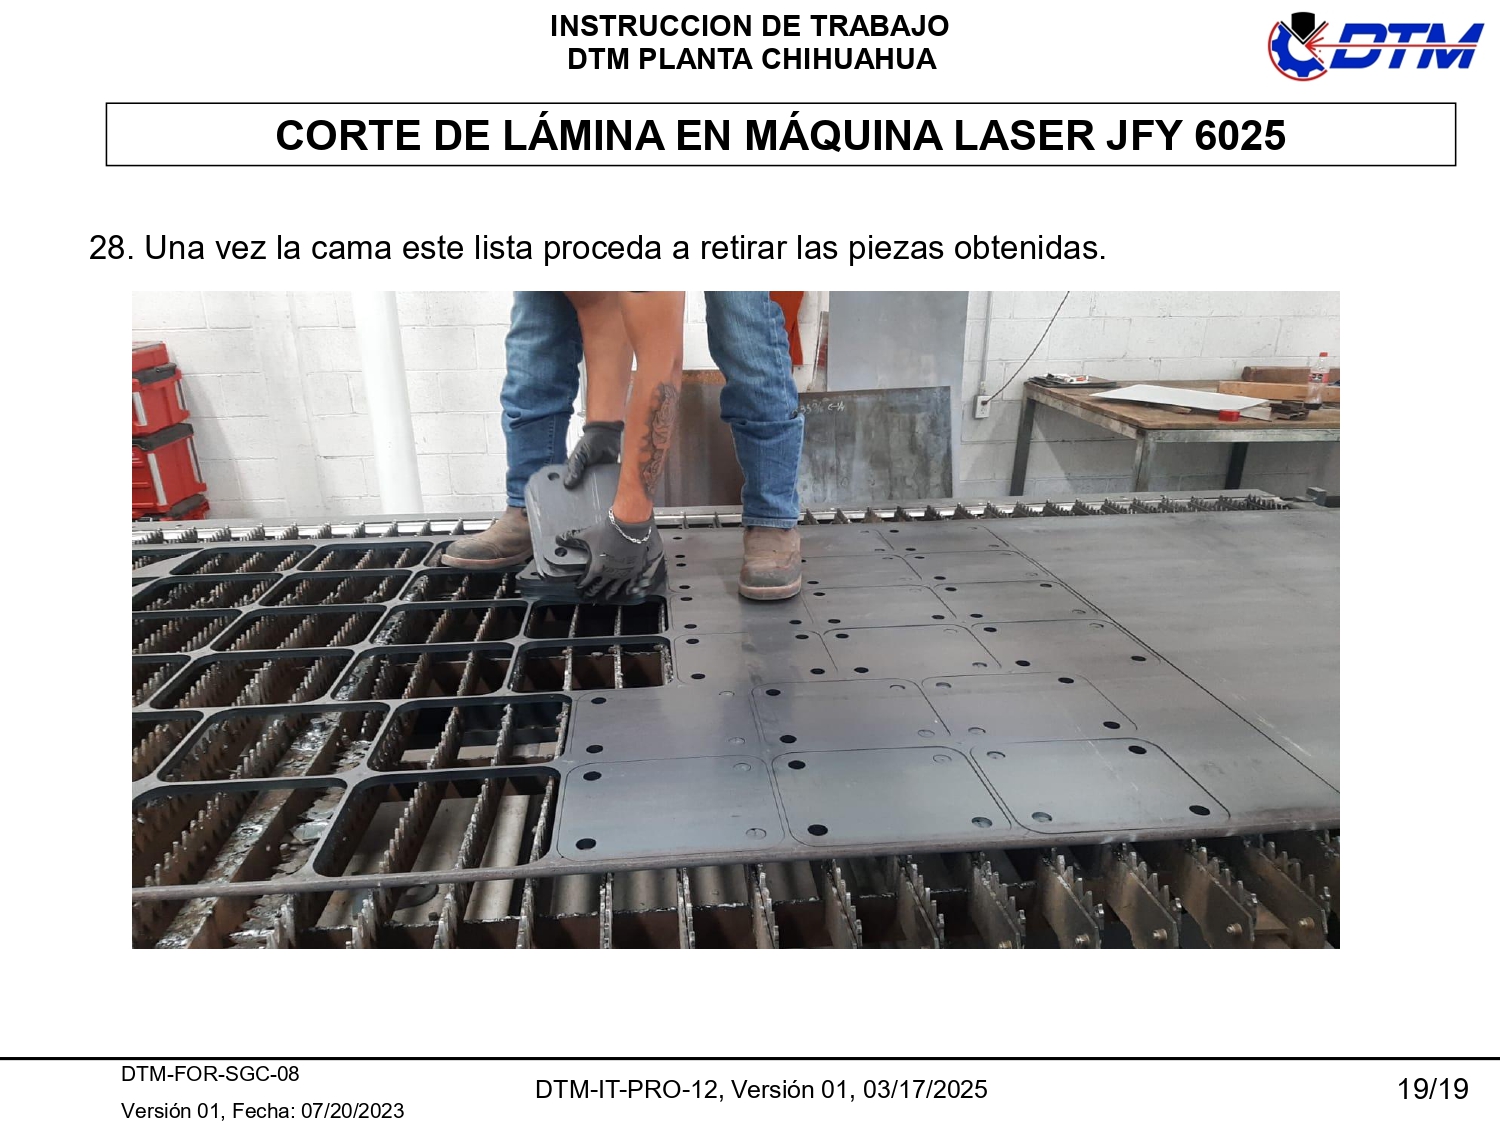 INSTRUCCION DE TRABAJO
DTM PLANTA CHIHUAHUA
DTM
CORTE DE LÁMINA EN MÁQUINA LASER JFY 6025
28. Una vez la cama este lista proceda a retirar las piezas obtenidas.
DTM-FOR-SGC-08
Versión 01, Fecha: 07/20/2023
DTM-IT-PRO-12, Versión 01, 03/17/2025
19/19